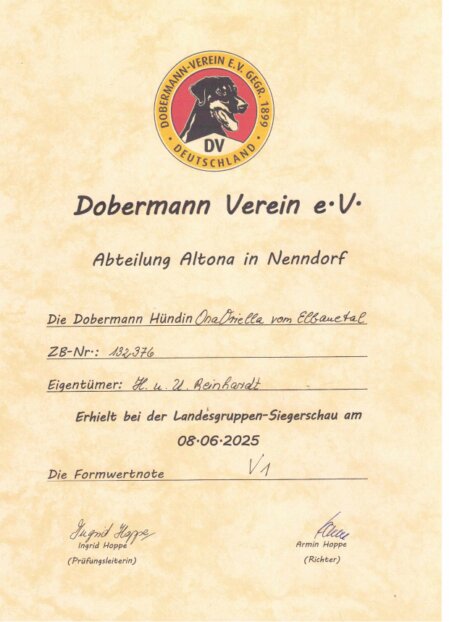 DOBERMANN-VEREIN E.V. GEGR. 1899
DV
• DEUTSCHLAND •
Dobermann Verein e.V.
Abteilung Altona in Nenndorf
Die Dobermann Hündin OnaOriella vom Elbauetal
ZB-Nr.: 132376
Eigentümer: H. u. U. Reinhardt
Erhielt bei der Landesgruppen-Siegerschau am
08.06.2025
Die Formwertnote V1
Ingrid Hoppe
Ingrid Hoppe
Armin Hoppe
(Prüfungsleiterin)
(Richter)